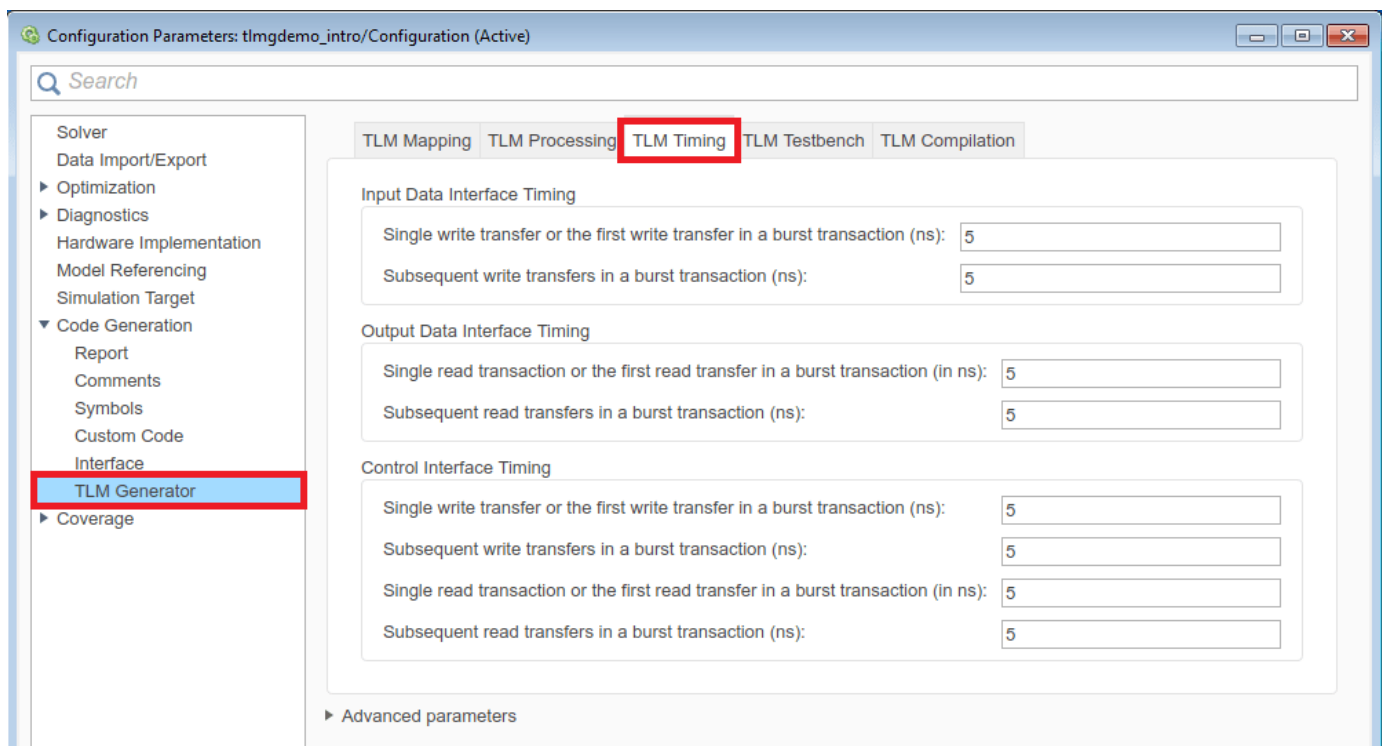 Configuration Parameters: tlmgdemo_intro/Configuration (Active)
Search
Solver
Data Import/Export
Optimization
Diagnostics
Hardware Implementation
Model Referencing
Simulation Target
Code Generation
Report
Comments
Symbols
Custom Code
Interface
TLM Generator
Coverage
TLM Mapping TLM Processing TLM Timing TLM Testbench TLM Compilation
Input Data Interface Timing
Single write transfer or the first write transfer in a burst transaction (ns): 5
Subsequent write transfers in a burst transaction (ns): 5
Output Data Interface Timing
Single read transaction or the first read transfer in a burst transaction (in ns): 5
Subsequent read transfers in a burst transaction (ns): 5
Control Interface Timing
Single write transfer or the first write transfer in a burst transaction (ns): 5
Subsequent write transfers in a burst transaction (ns): 5
Single read transaction or the first read transfer in a burst transaction (in ns): 5
Subsequent read transfers in a burst transaction (ns): 5
Advanced parameters